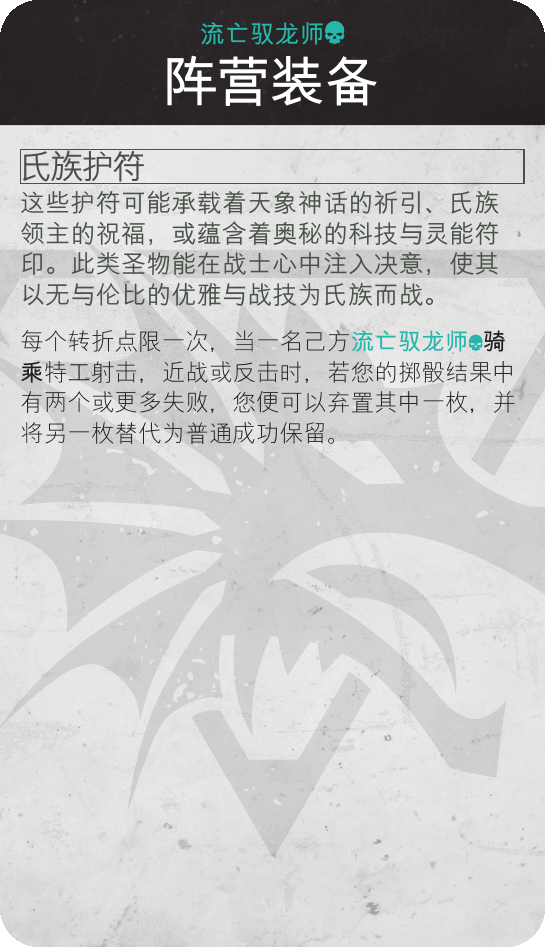 流亡驭龙师
阵营装备
氏族护符
这些护符可能承载着天象神话的祈引、氏族
领主的祝福，或蕴含着奥秘的科技与灵能符
印。此类圣物能在战士心中注入决意，使其
以无与伦比的优雅与战技为氏族而战。
每个转折点限一次，当一名己方流亡驭龙师骑
乘特工射击，近战或反击时，若您的掷骰结果中
有两个或更多失败，您便可以弃置其中一枚，并
将另一枚替代为普通成功保留。